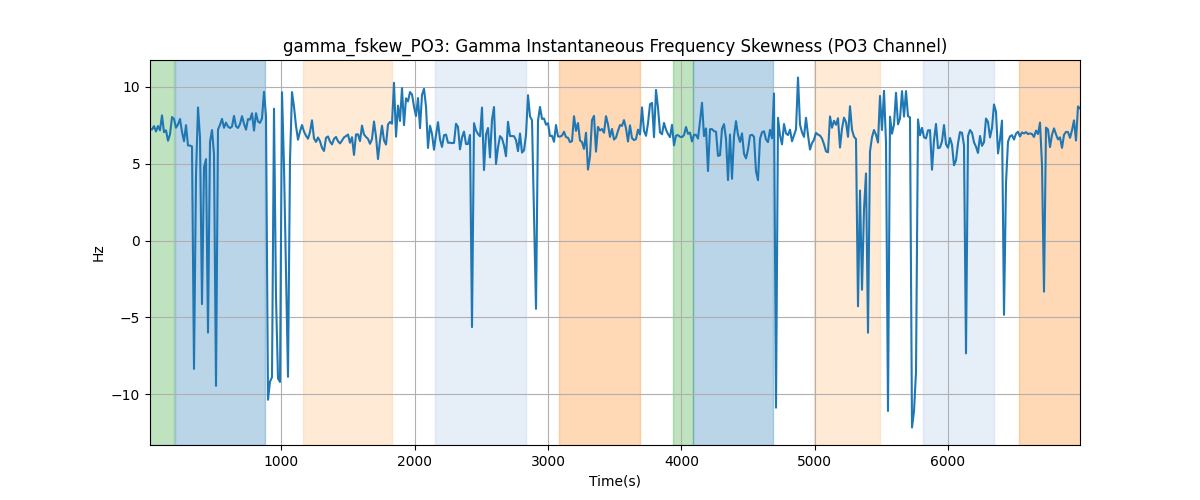 gamma_fskew_PO3: Gamma Instantaneous Frequency Skewness (PO3 Channel)
10
5
0
−5
−10
Hz
1000 2000 3000 4000 5000 6000
Time(s)